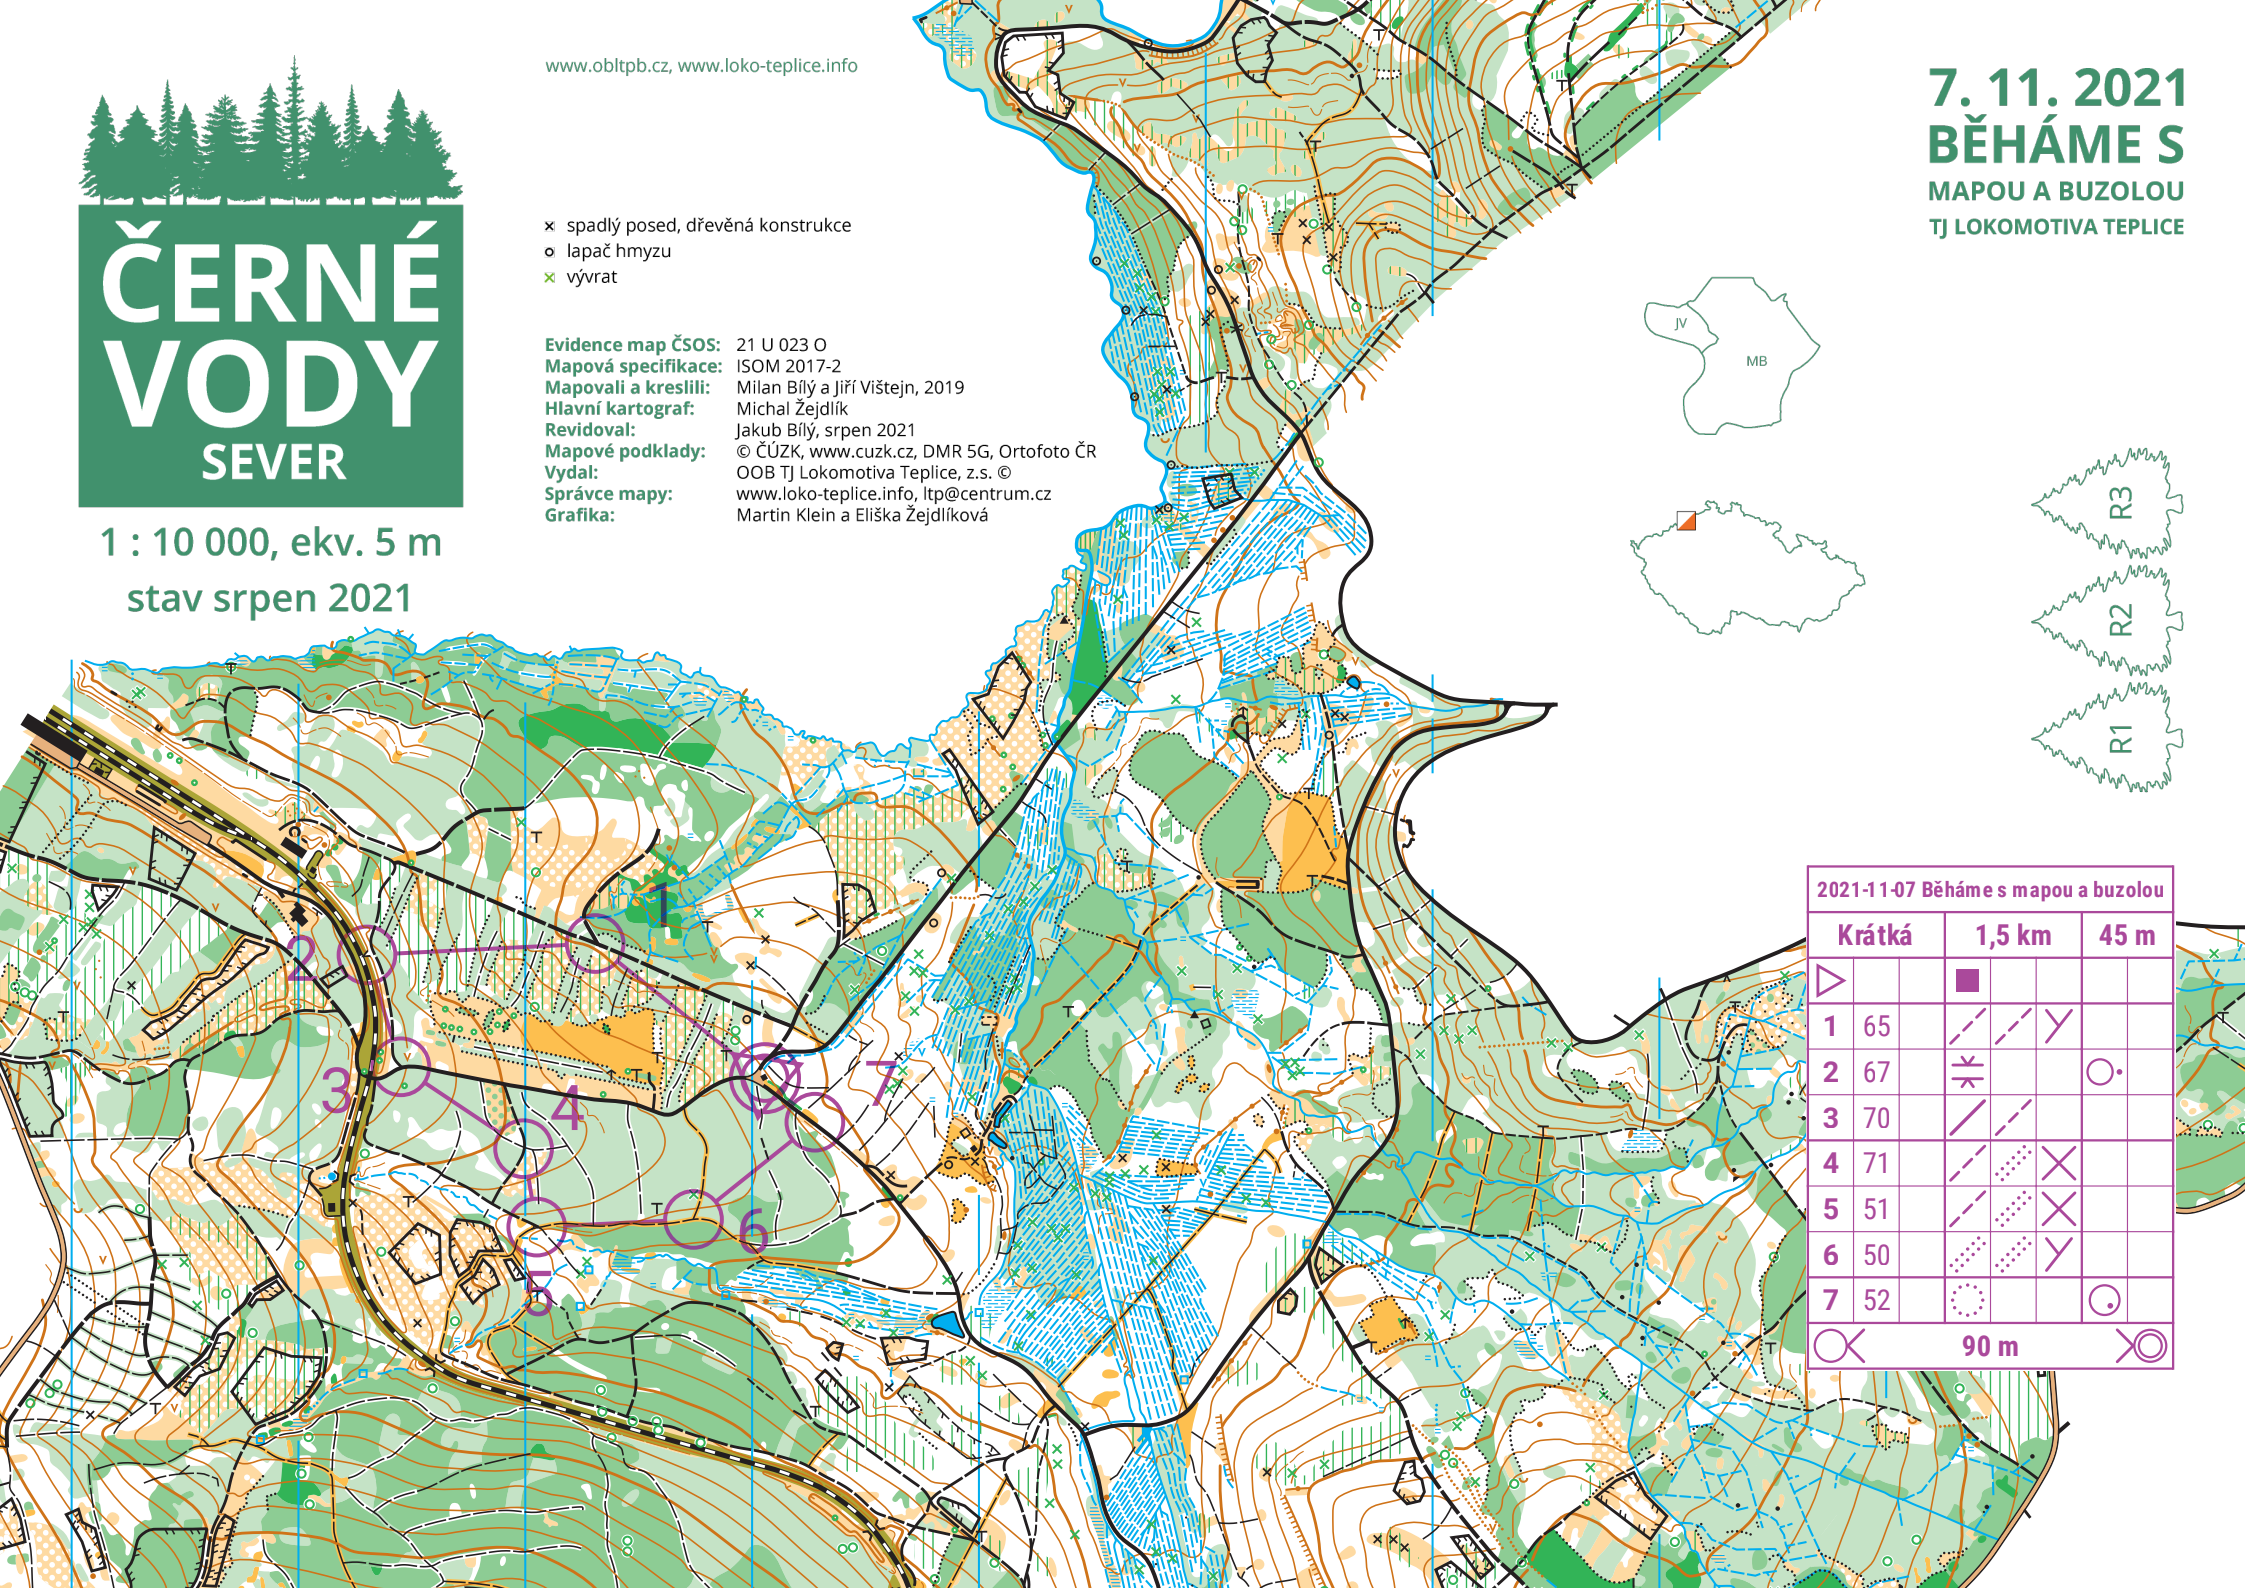 ČERNÉ
VODY
SEVER
1 : 10 000, ekv. 5 m
stav srpen 2021
www.obltpb.cz, www.loko-teplice.info
spadlý posed, dřevěná konstrukce
lapač hmyzu
vývrat
Evidence map ČSOS: 21 U 023 O
Mapová specifikace: ISOM 2017-2
Mapovali a kreslili: Milan Bílý a Jiří Vištejn, 2019
Hlavní kartograf: Michal Žejdlík
Revidoval: Jakub Bílý, srpen 2021
Mapové podklady: © ČÚZK, www.cuzk.cz, DMR 5G, Ortofoto ČR
Vydal: OOB TJ Lokomotiva Teplice, z.s. ©
Správce mapy: www.loko-teplice.info, ltp@centrum.cz
Grafika: Martin Klein a Eliška Žejdlíková
7. 11. 2021
BĚHÁME S
MAPOU A BUZOLOU
TJ LOKOMOTIVA TEPLICE
JV
MB
R3
R2
R1
1
2
3
4
5
6
7
2021-11-07 Běháme s mapou a buzolou
Krátká 1,5 km 45 m
1 65
2 67
3 70
4 71
5 51
6 50
7 52
90 m